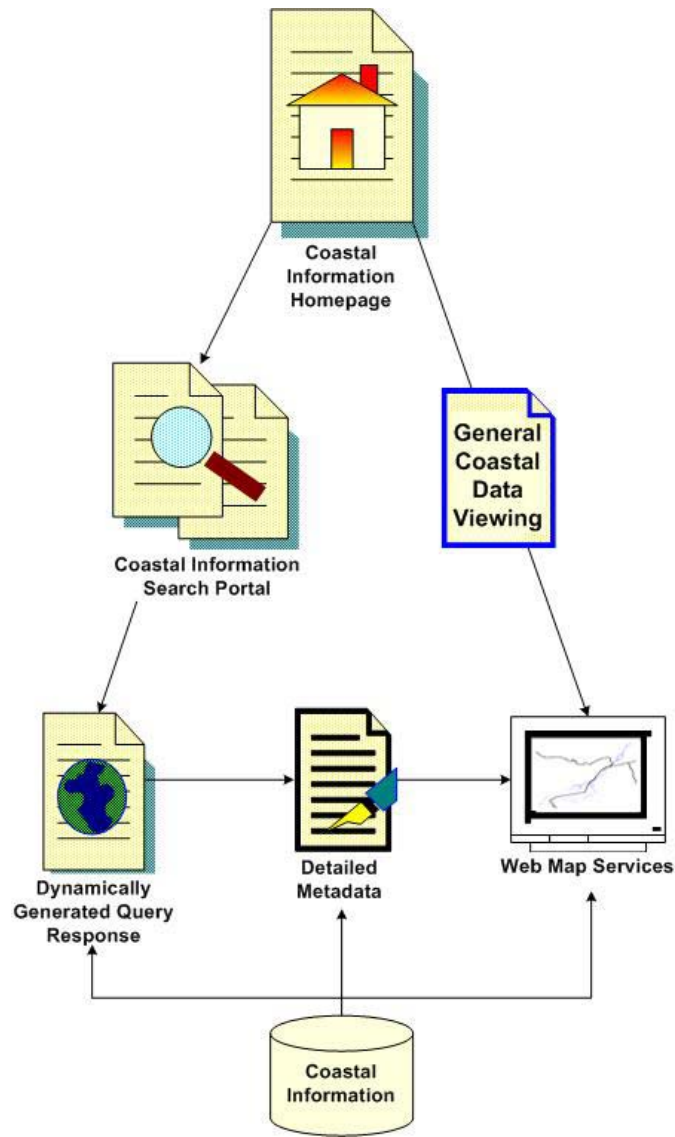 Coastal
Information
Homepage
General
Coastal
Data
Viewing
Coastal Information
Search Portal
Dynamically
Generated Query
Response
Detailed
Metadata
Web Map Services
Coastal
Information